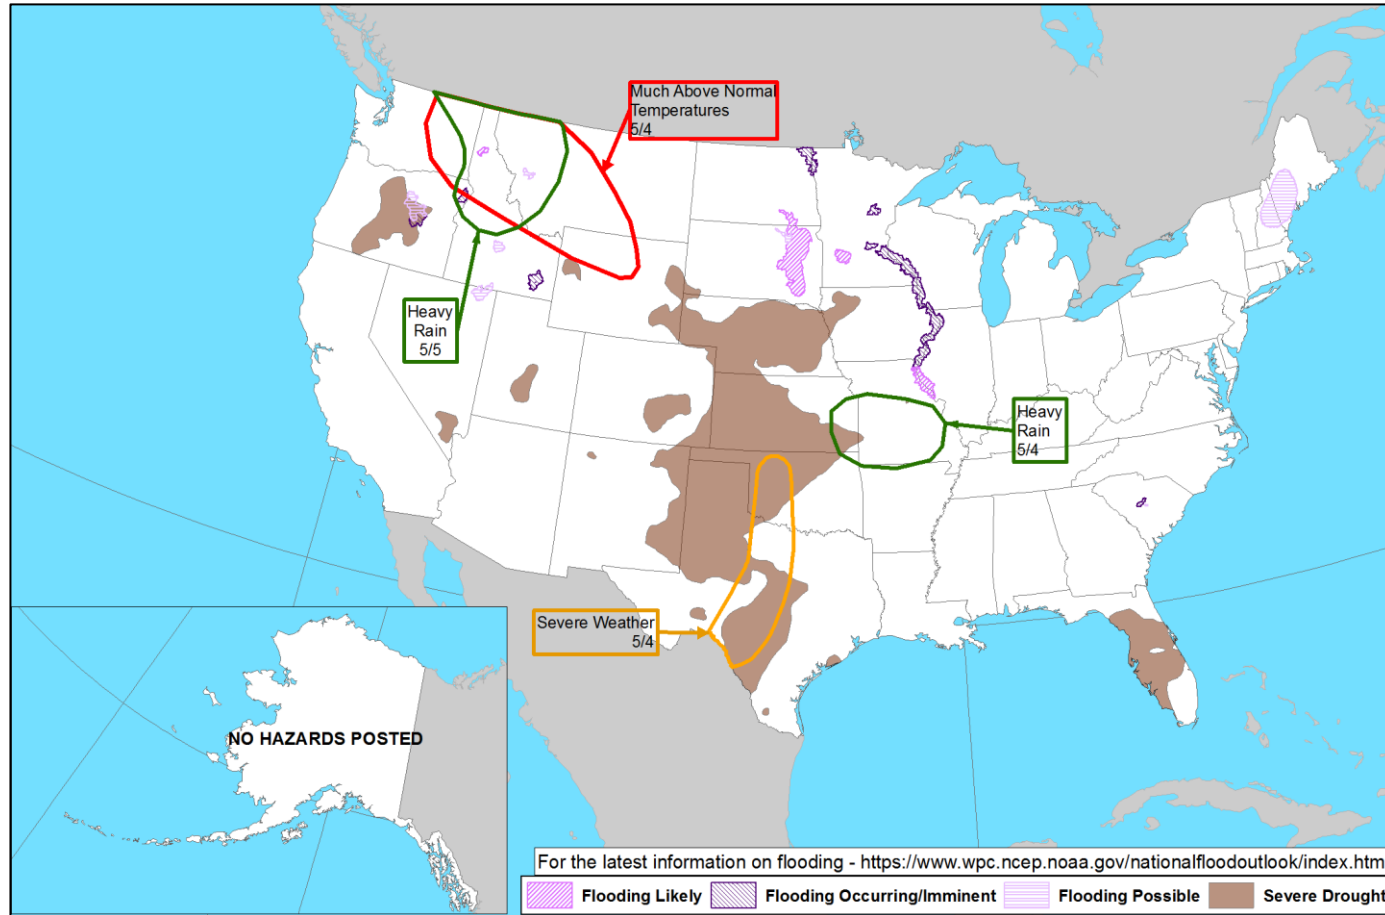 Much Above Normal
Temperatures
5/4
Heavy
Rain
5/5
Heavy
Rain
5/4
Severe Weather
5/4
NO HAZARDS POSTED
For the latest information on flooding - https://www.wpc.ncep.noaa.gov/nationalfloodoutlook/index.htm
Flooding Likely
Flooding Occurring/Imminent
Flooding Possible
Severe Drought